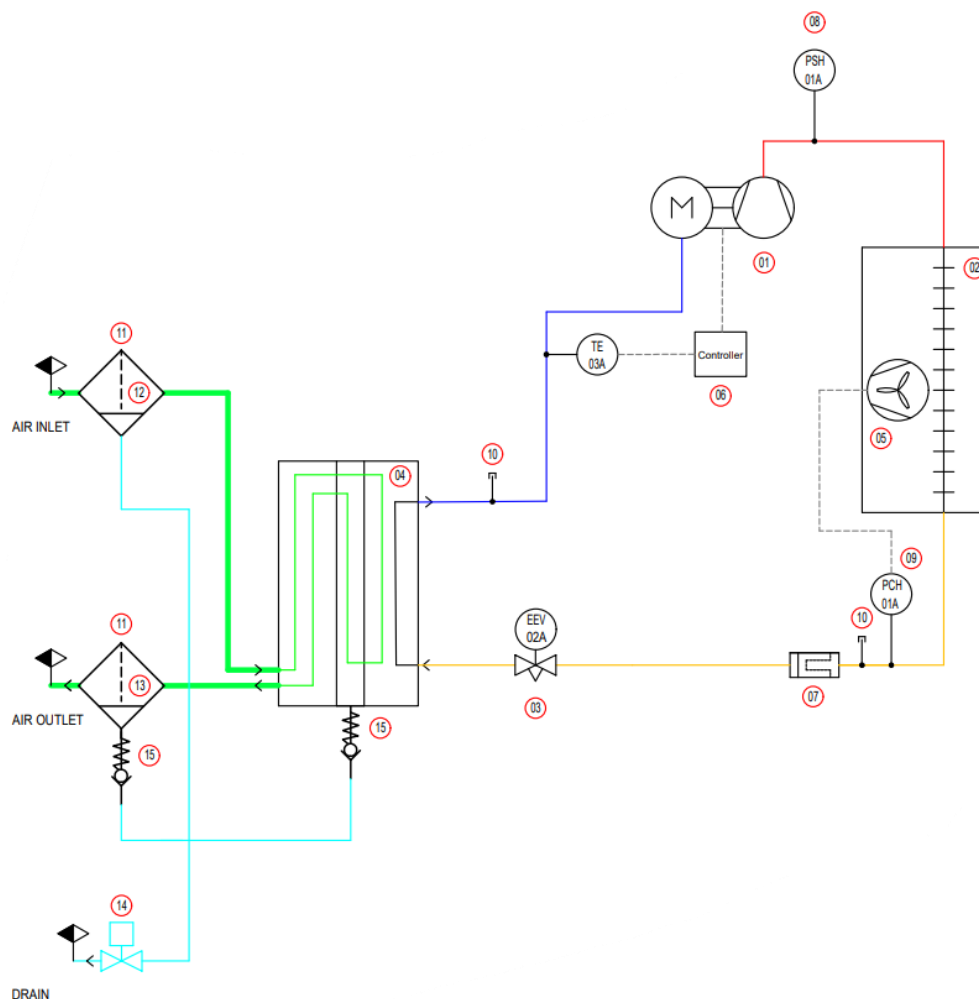 08
PSH
01A
M
01
02
11
TE
03A
Controller
12
06
05
AIR INLET
10
04
09
PCH
01A
EEV
02A
10
11
13
07
03
AIR OUTLET
15
15
14
DRAIN